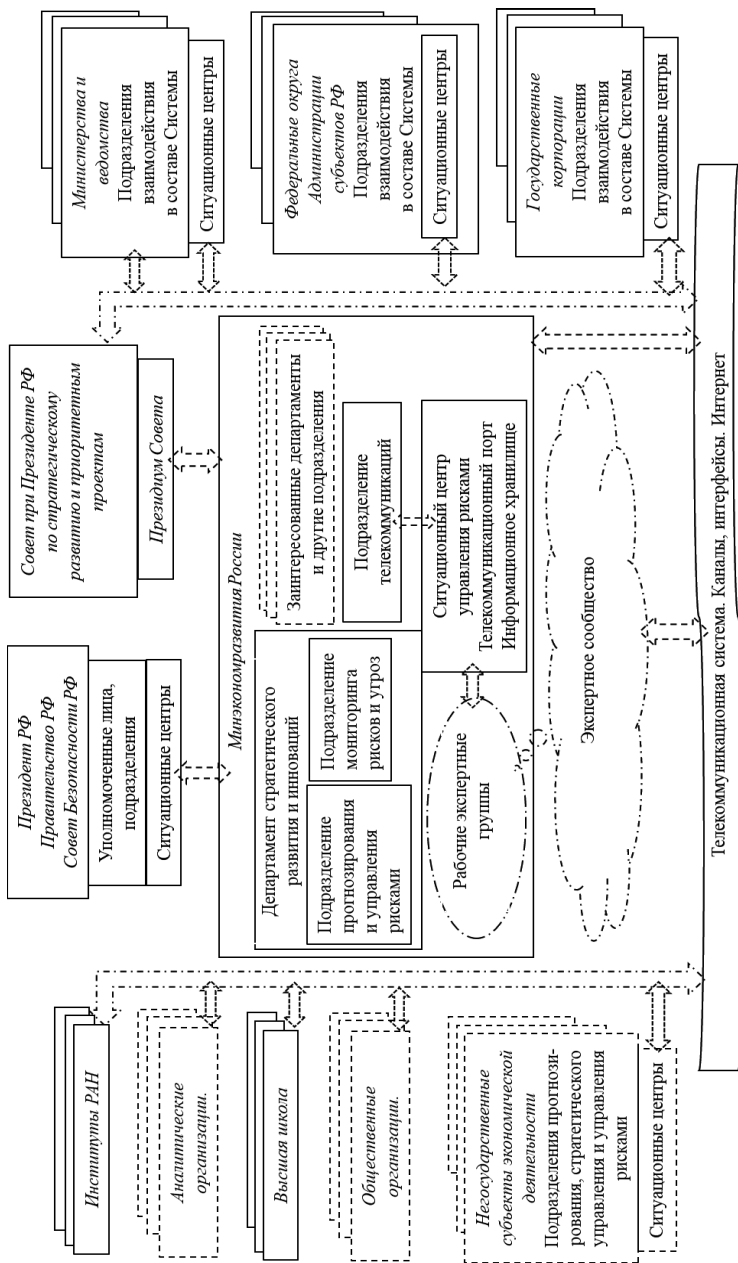 Институты РАН
Аналитические
организации.
Высшая школа
Общественные
организации.
Негосударственные
субъекты экономической
деятельности
Подразделения прогнози-
рования, стратегического
управления и управления
рисками
Ситуационные центры
Президент РФ
Правительство РФ
Совет Безопасности РФ
Уполномоченные лица,
подразделения
Ситуационные центры
Совет при Президенте РФ
по стратегическому
развитию и приоритетным
проектам
Президиум Совета
Минэкономразвития России
Департамент стратегического
развития и инноваций
Подразделение
прогнозирования
и управления
рисками
Подразделение
мониторинга
рисков и угроз
Заинтересованные департаменты
и другие подразделения
Подразделение
телекоммуникаций
Рабочие экспертные
группы
Ситуационный центр
управления рисками
Телекоммуникационный порт
Информационное хранилище
Экспертное сообщество
Министерства и
ведомства
Подразделения
взаимодействия
в составе Системы
Ситуационные центры
Федеральные округа
Администрации
субъектов РФ
Подразделения
взаимодействия
в составе Системы
Ситуационные центры
Государственные
корпорации
Подразделения
взаимодействия
в составе Системы
Ситуационные центры
Телекоммуникационная система. Каналы, интерфейсы. Интернет